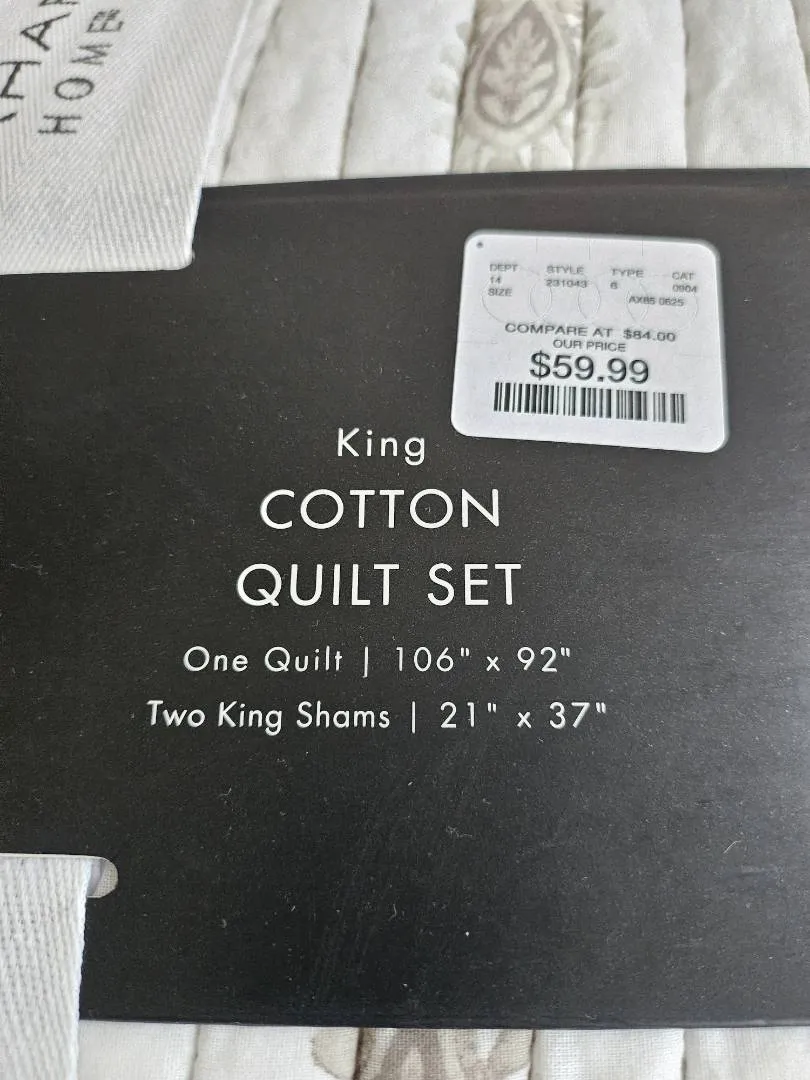 HOME
DEPT STYLE TYPE CAT
14 231043 6 0904
SIZE AX85 0625
COMPARE AT $84.00
OUR PRICE
$59.99
King
COTTON
QUILT SET
One Quilt | 106" x 92"
Two King Shams | 21" x 37"